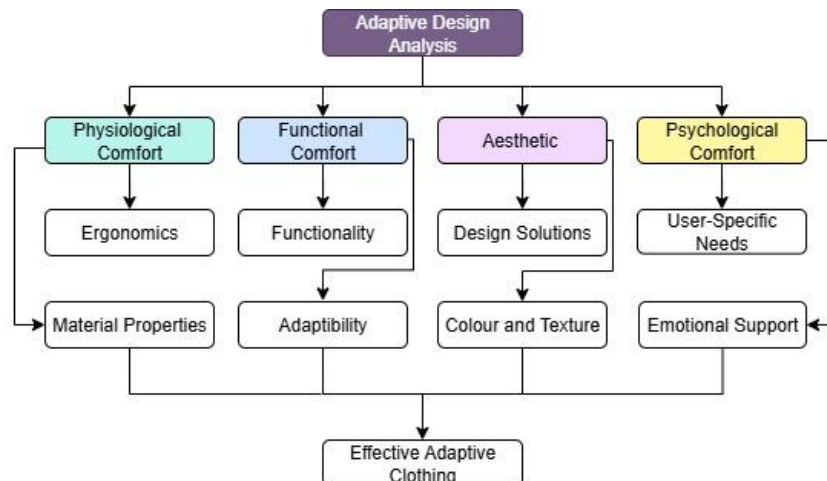 Adaptive Design
Analysis
Physiological
Comfort
Functional
Comfort
Aesthetic
Psychological
Comfort
Ergonomics
Functionality
Design Solutions
User-Specific
Needs
Material Properties
Adaptibility
Colour and Texture
Emotional Support
Effective Adaptive
Clothing